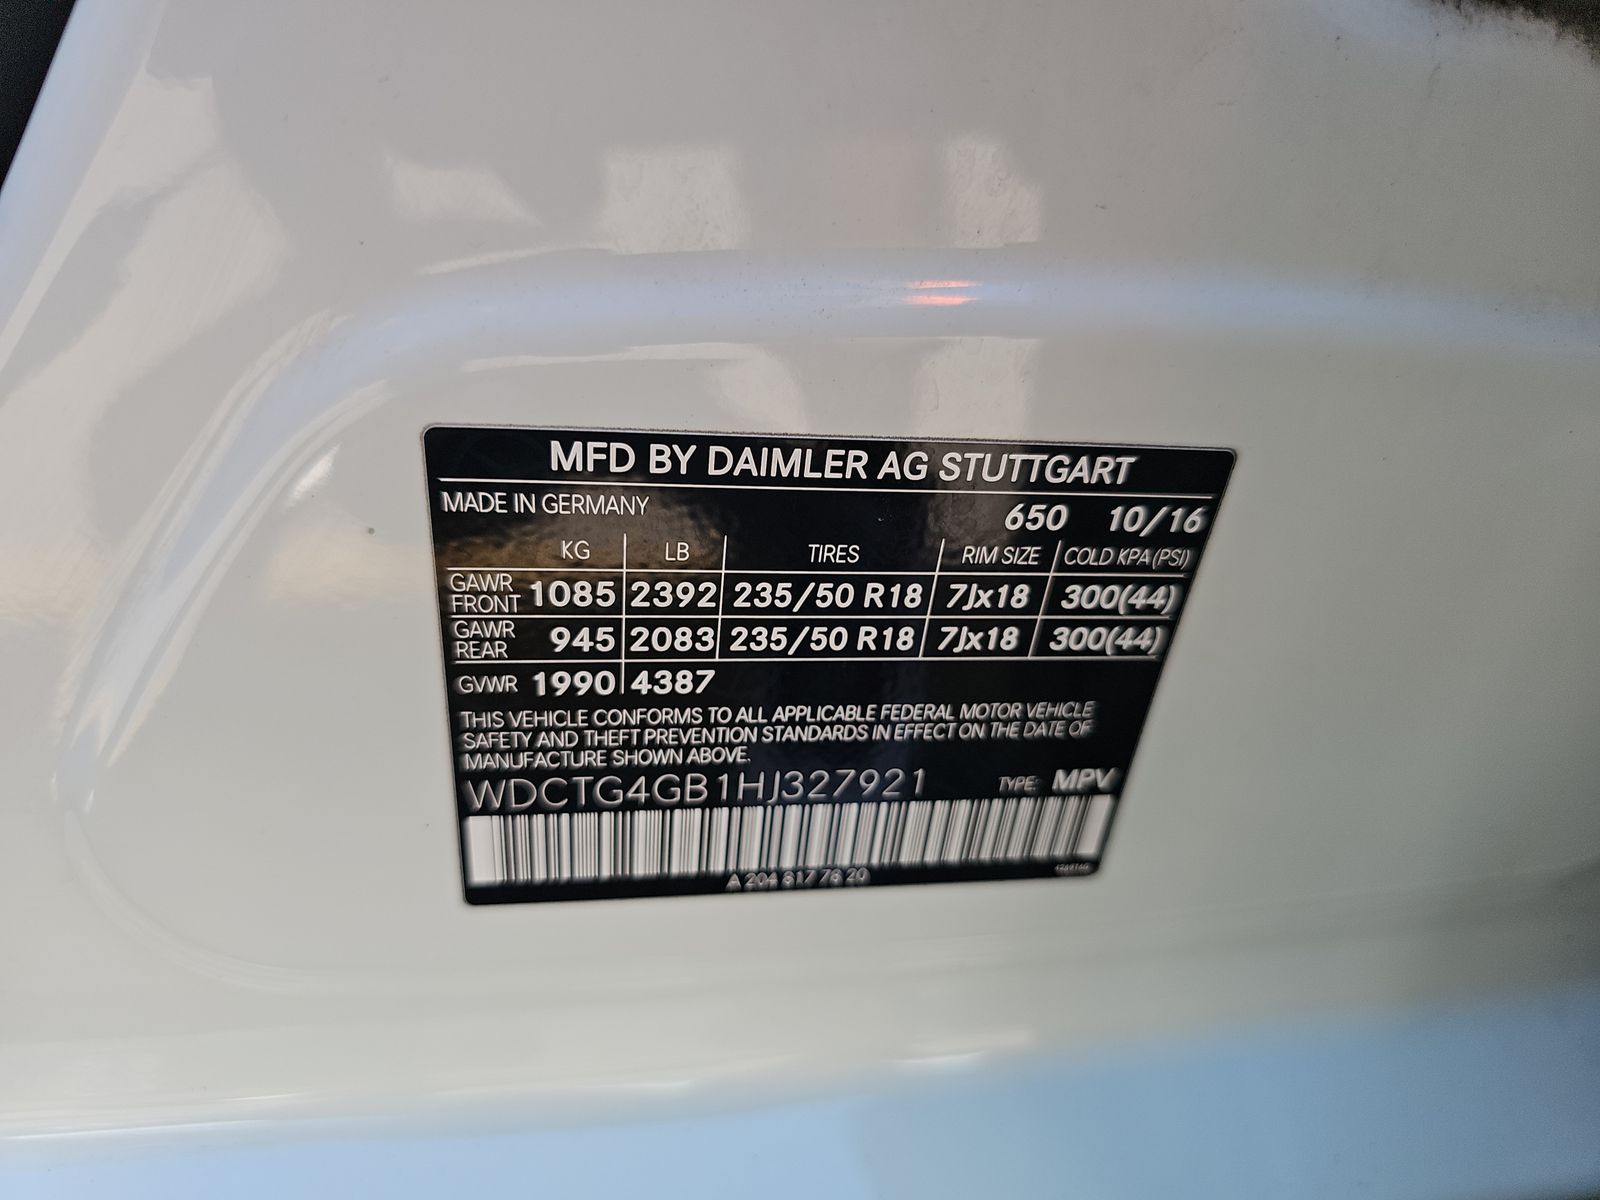 MFD BY DAIMLER AG STUTTGART
MADE IN GERMANY 650 10/16
KG LB TIRES RIM SIZE COLD KPA (PSI)
GAWR FRONT 1085 2392 235/50 R18 7Jx18 300(44)
GAWR REAR 945 2083 235/50 R18 7Jx18 300(44)
GVWR 1990 4387
THIS VEHICLE CONFORMS TO ALL APPLICABLE FEDERAL MOTOR VEHICLE
SAFETY AND THEFT PREVENTION STANDARDS IN EFFECT ON THE DATE OF
MANUFACTURE SHOWN ABOVE.
WDCTG4GB1HJ327921 TYPE: MPV
A 204 817 76 20